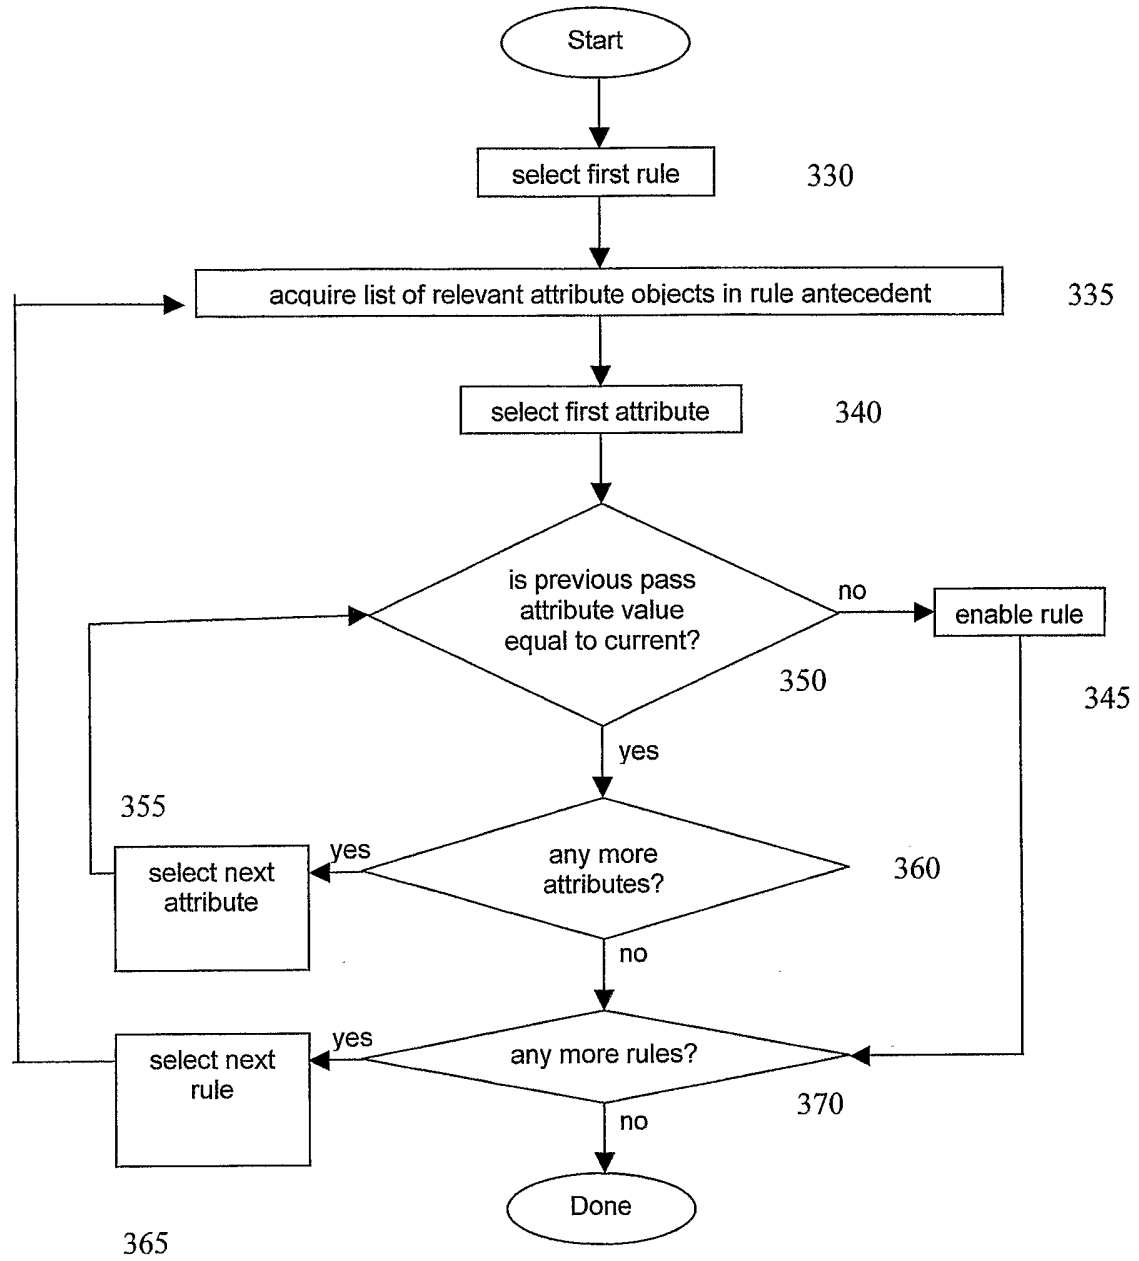 Start
select first rule
330
acquire list of relevant attribute objects in rule antecedent
335
select first attribute
340
is previous pass
attribute value
equal to current?
no
enable rule
350
345
yes
355
any more
attributes?
360
yes
select next
attribute
no
any more rules?
370
yes
select next
rule
no
Done
365